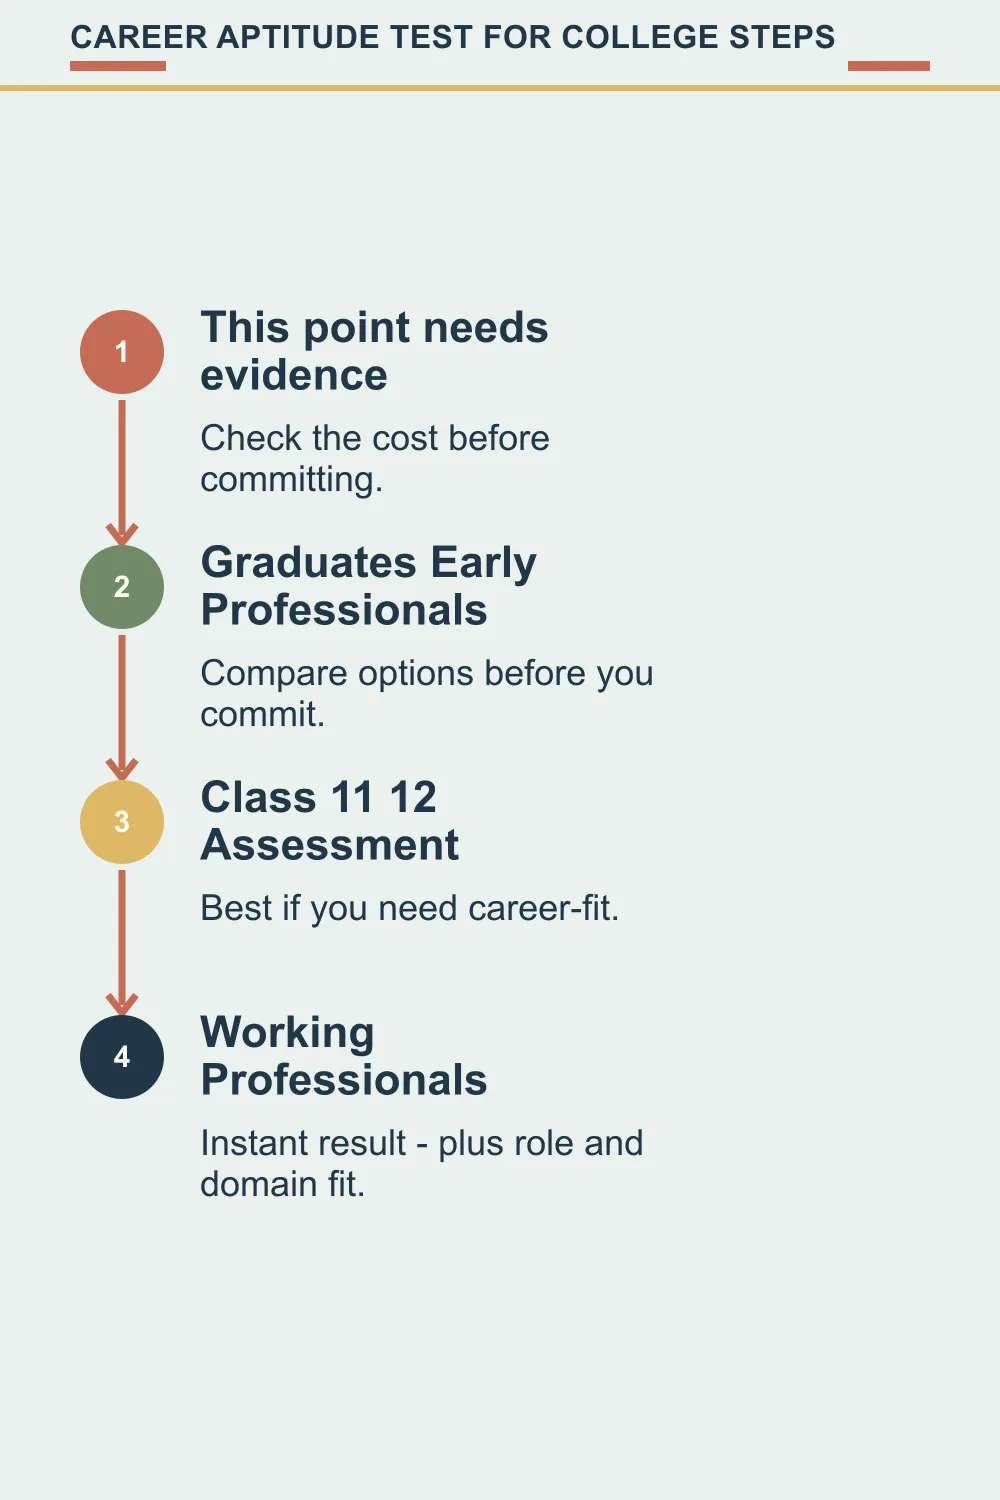 CAREER APTITUDE TEST FOR COLLEGE STEPS
1
This point needs
evidence
Check the cost before
committing.
2
Graduates Early
Professionals
Compare options before you
commit.
3
Class 11 12
Assessment
Best if you need career-fit.
4
Working
Professionals
Instant result - plus role and
domain fit.